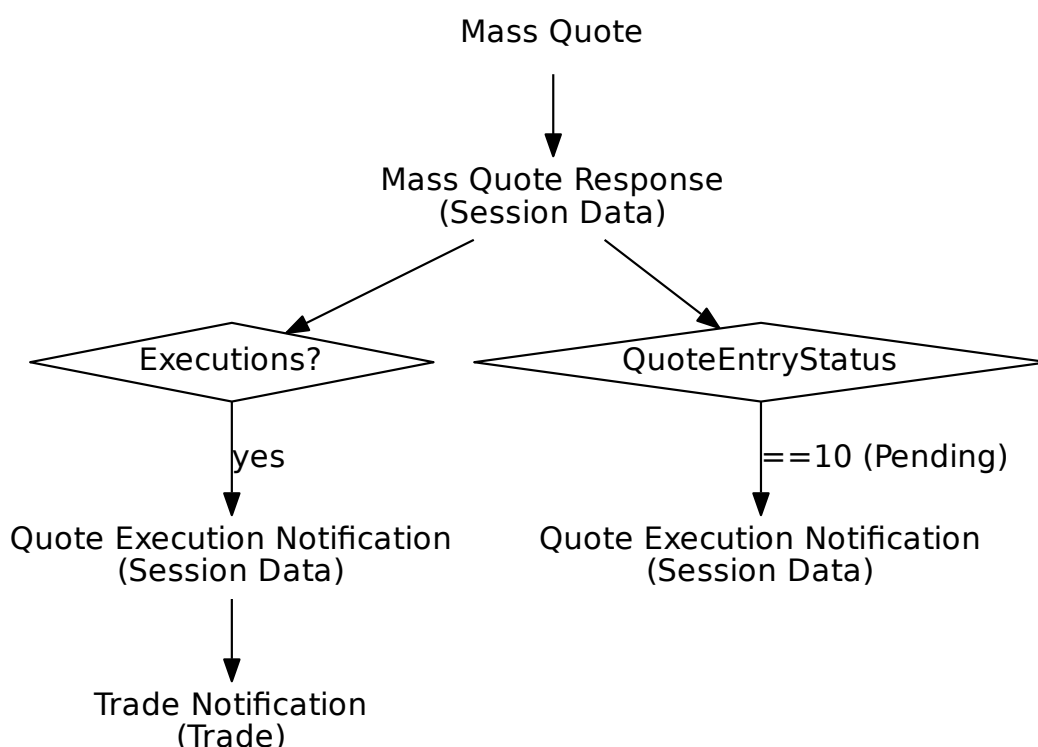 Mass Quote
Mass Quote Response
(Session Data)
Executions?
QuoteEntryStatus
yes
==10 (Pending)
Quote Execution Notification
(Session Data)
Quote Execution Notification
(Session Data)
Trade Notification
(Trade)